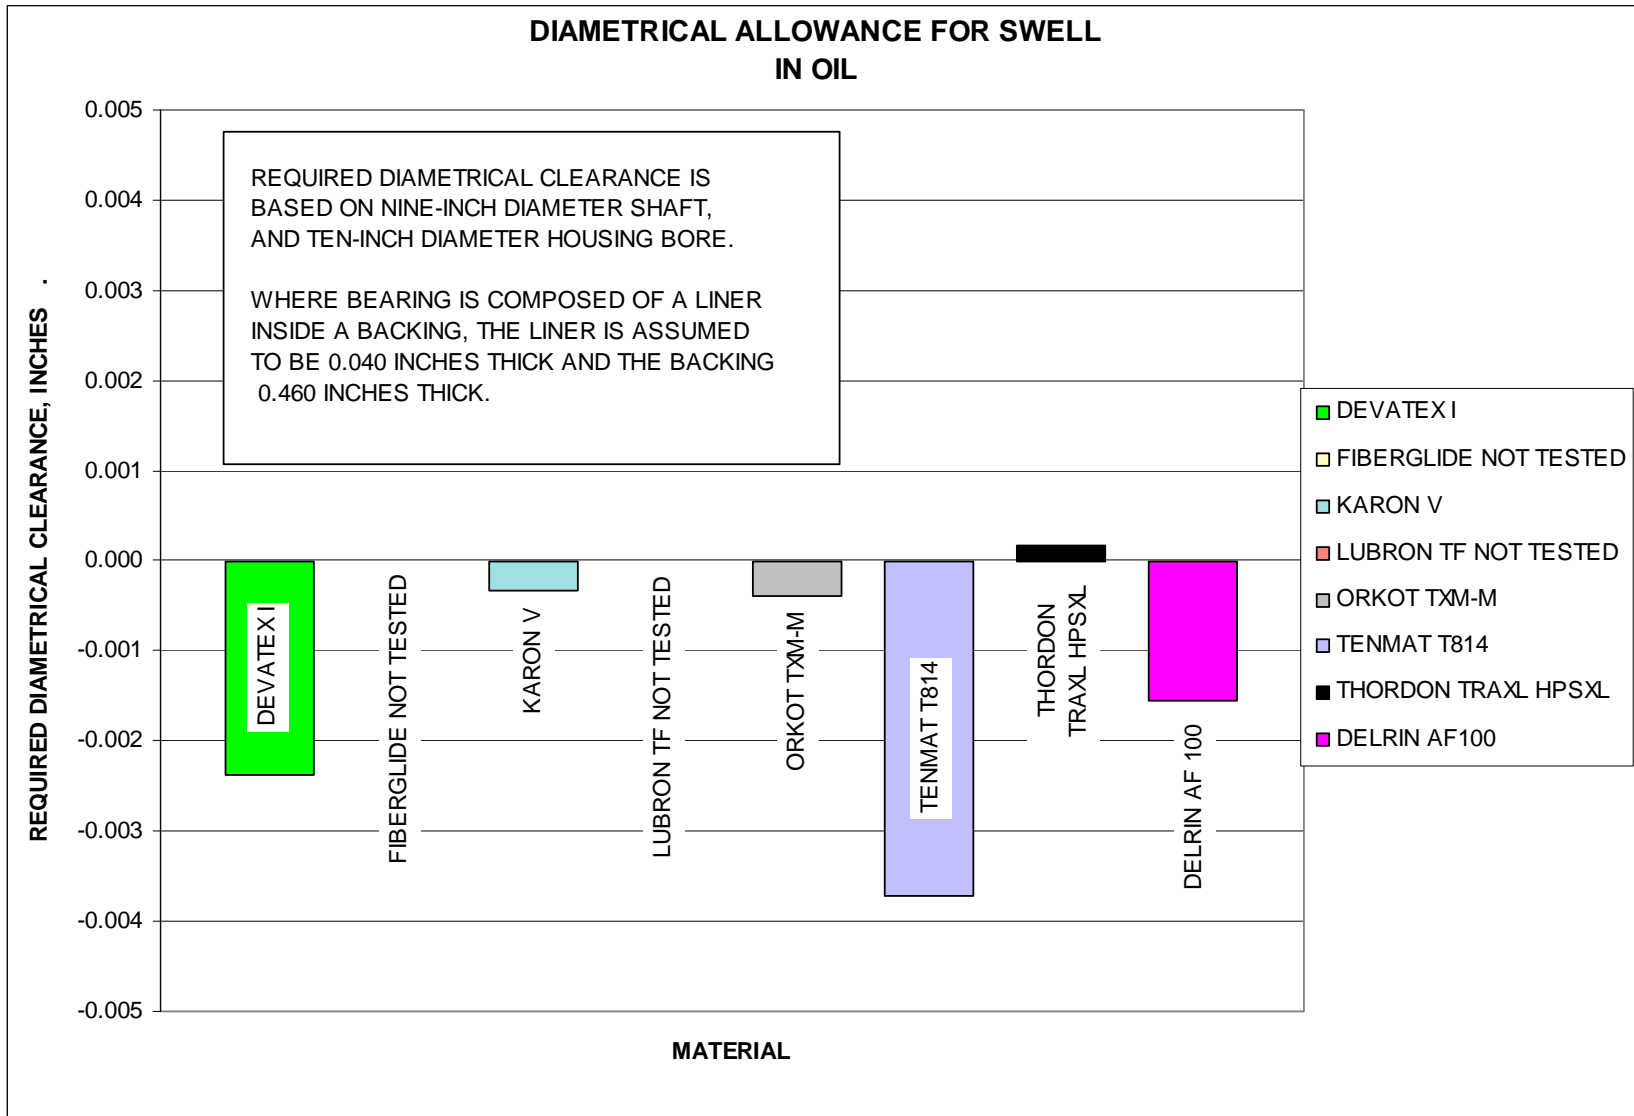 DIAMETRICAL ALLOWANCE FOR SWELL
IN OIL
REQUIRED DIAMETRICAL CLEARANCE, INCHES .
0.005
0.004
0.003
0.002
0.001
0.000
-0.001
-0.002
-0.003
-0.004
-0.005
REQUIRED DIAMETRICAL CLEARANCE IS
BASED ON NINE-INCH DIAMETER SHAFT,
AND TEN-INCH DIAMETER HOUSING BORE.
WHERE BEARING IS COMPOSED OF A LINER
INSIDE A BACKING, THE LINER IS ASSUMED
TO BE 0.040 INCHES THICK AND THE BACKING
0.460 INCHES THICK.
DEVATEX I
FIBERGLIDE NOT TESTED
KARON V
LUBRON TF NOT TESTED
ORKOT TXM-M
TENMAT T814
THORDON
TRAXL HPSXL
DELRIN AF 100
MATERIAL
DEVATEX I
FIBERGLIDE NOT TESTED
KARON V
LUBRON TF NOT TESTED
ORKOT TXM-M
TENMAT T814
THORDON TRAXL HPSXL
DELRIN AF100